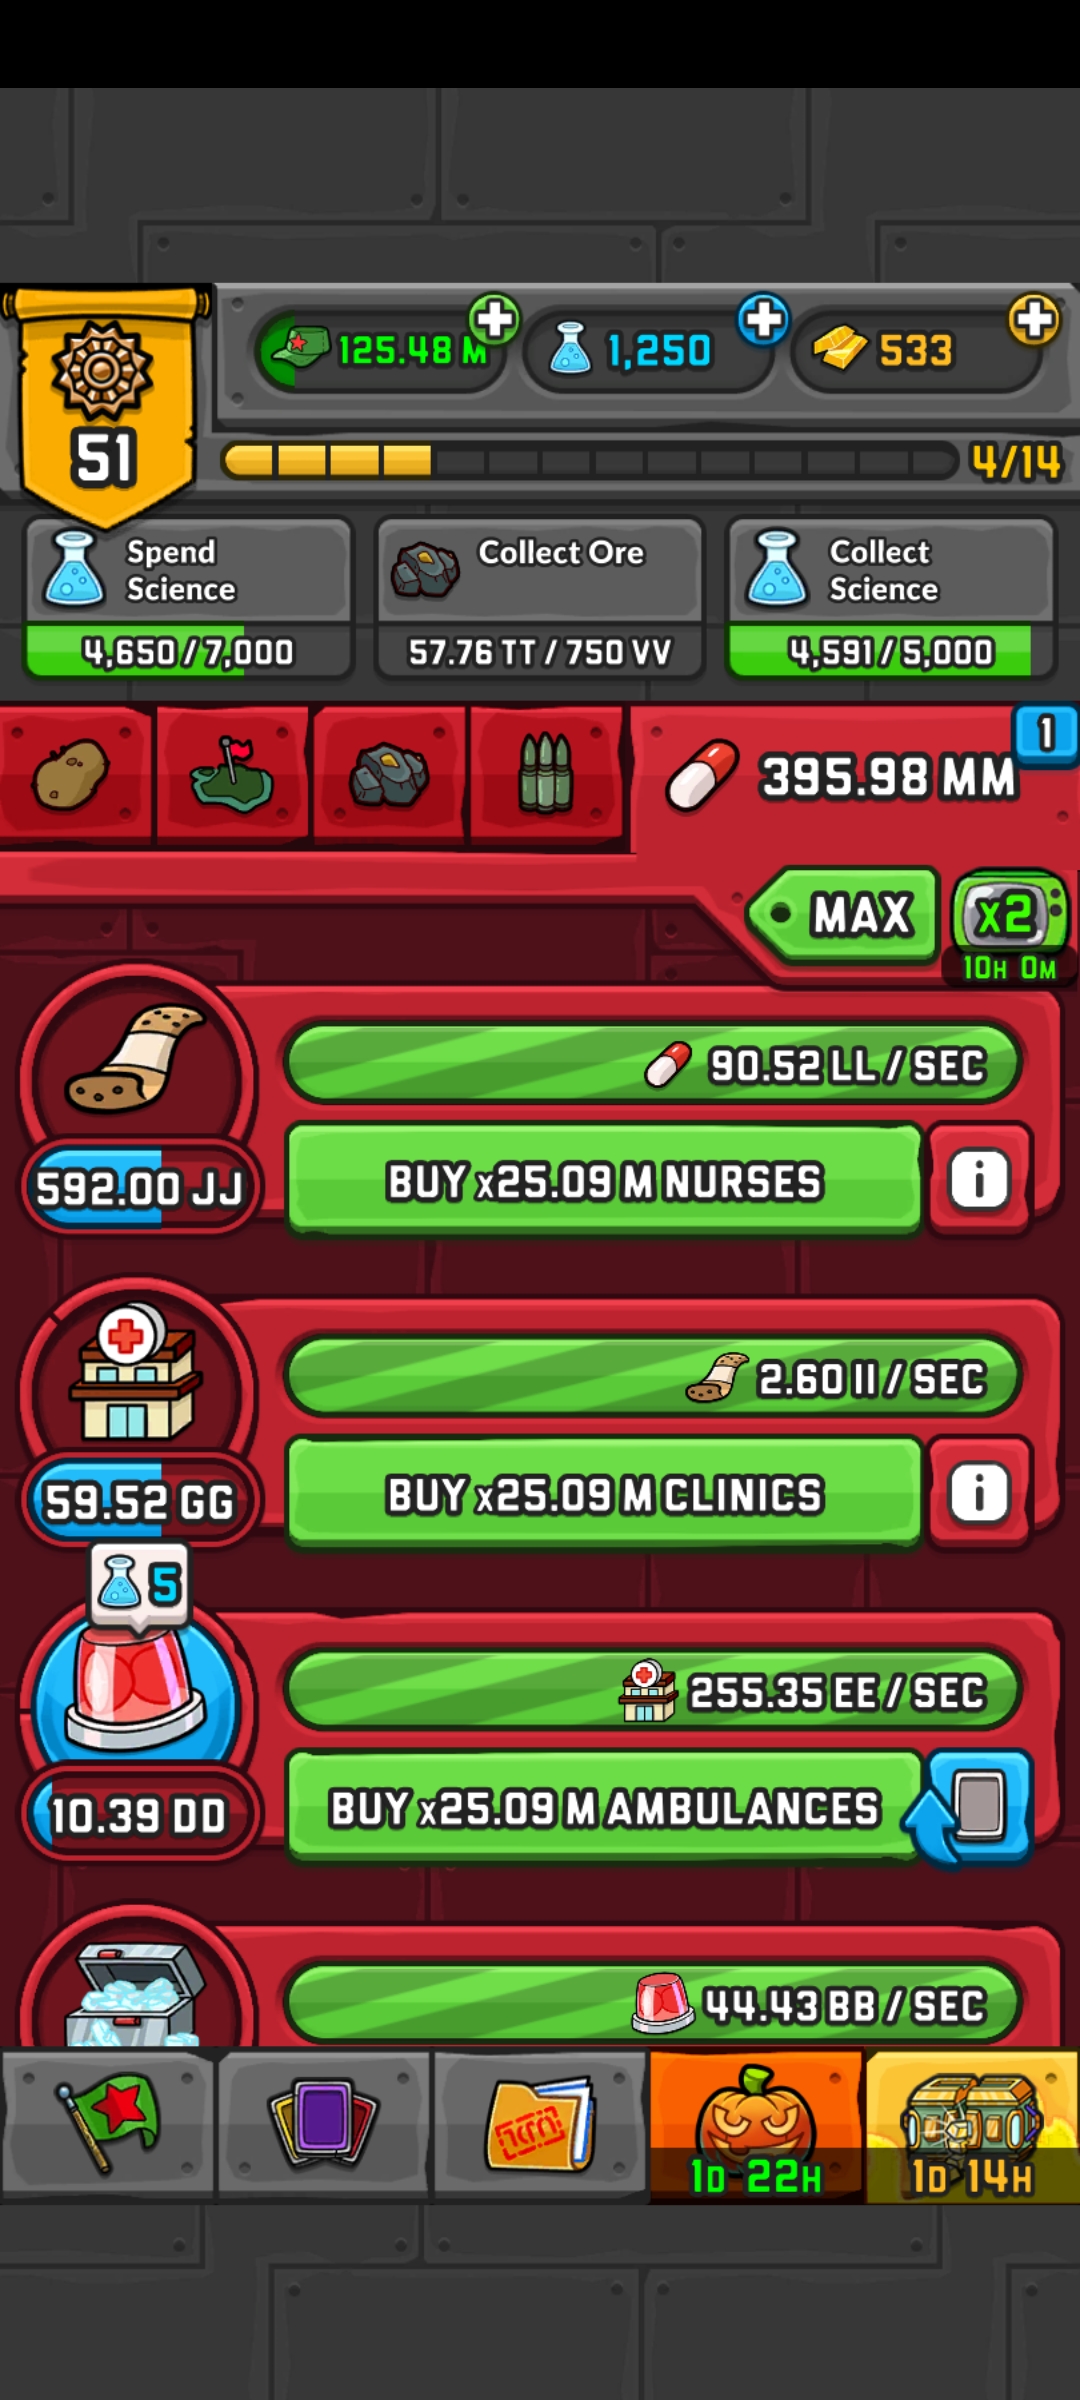 125.48 M
1,250
533
51
4/14
Spend
Science
4,650/7,000
Collect Ore
57.76 TT/750 VV
Collect
Science
4,591/5,000
395.98 MM
1
MAX
x2
10H 0M
90.52 LL/SEC
592.00 JJ
BUY x25.09 M NURSES
i
2.60 II/SEC
59.52 GG
BUY x25.09 M CLINICS
i
5
255.35 EE/SEC
10.39 DD
BUY x25.09 M AMBULANCES
44.43 BB/SEC
1D 22H
1D 14H